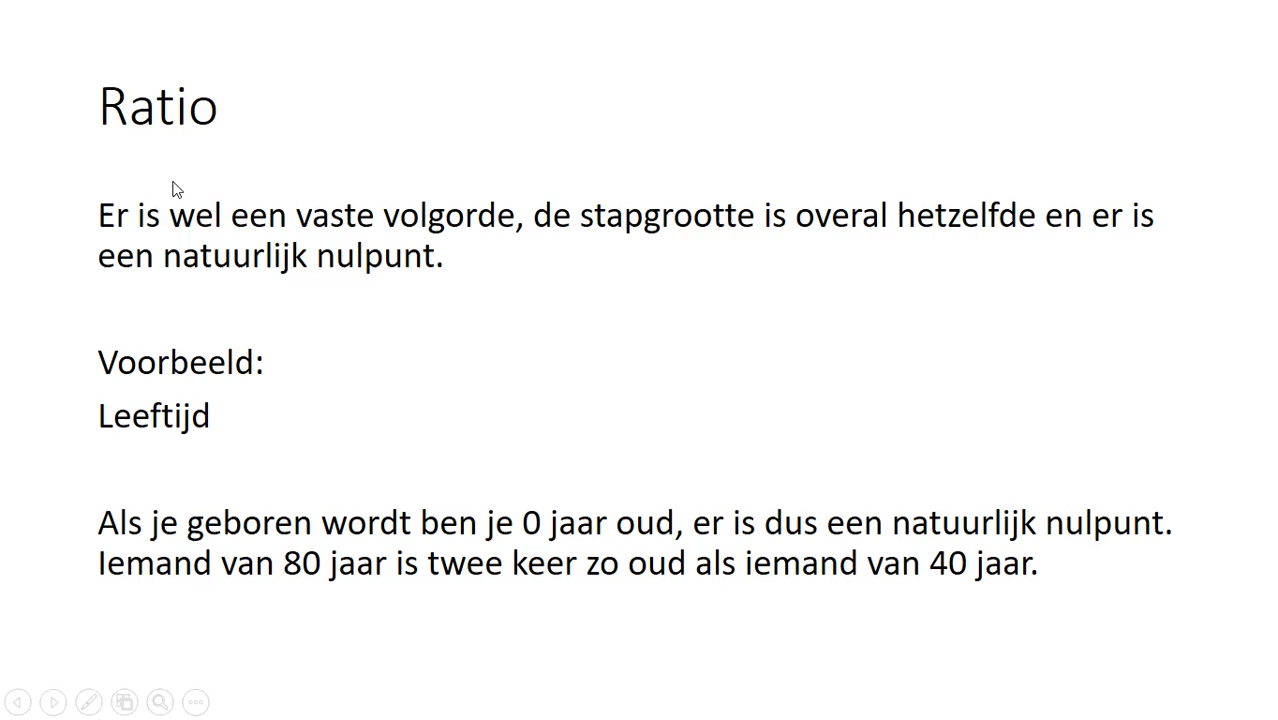 Ratio
Er is wel een vaste volgorde, de stapgrootte is overal hetzelfde en er is
een natuurlijk nulpunt.
Voorbeeld:
Leeftijd
Als je geboren wordt ben je 0 jaar oud, er is dus een natuurlijk nulpunt.
Iemand van 80 jaar is twee keer zo oud als iemand van 40 jaar.